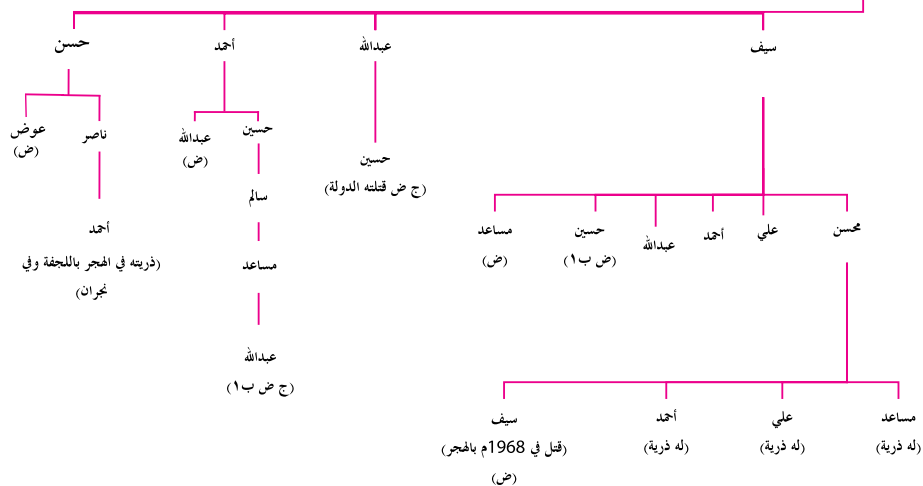 سيف
عبدالله
أحمد
حسن
حسين
عبدالله
(ض)
ناصر
عوض
(ض)
حسين
(ج ض قتلته الدولة)
سالم
محسن
علي
أحمد
عبدالله
حسين
(ض ب١)
مساعد
(ض)
أحمد
(ذريته في الهجر باللجفة وفي
نجران)
مساعد
عبدالله
(ج ض ب١)
مساعد
(له ذرية)
علي
(له ذرية)
أحمد
(له ذرية)
سيف
(قتل في 1968م بالهجر)
(ض)